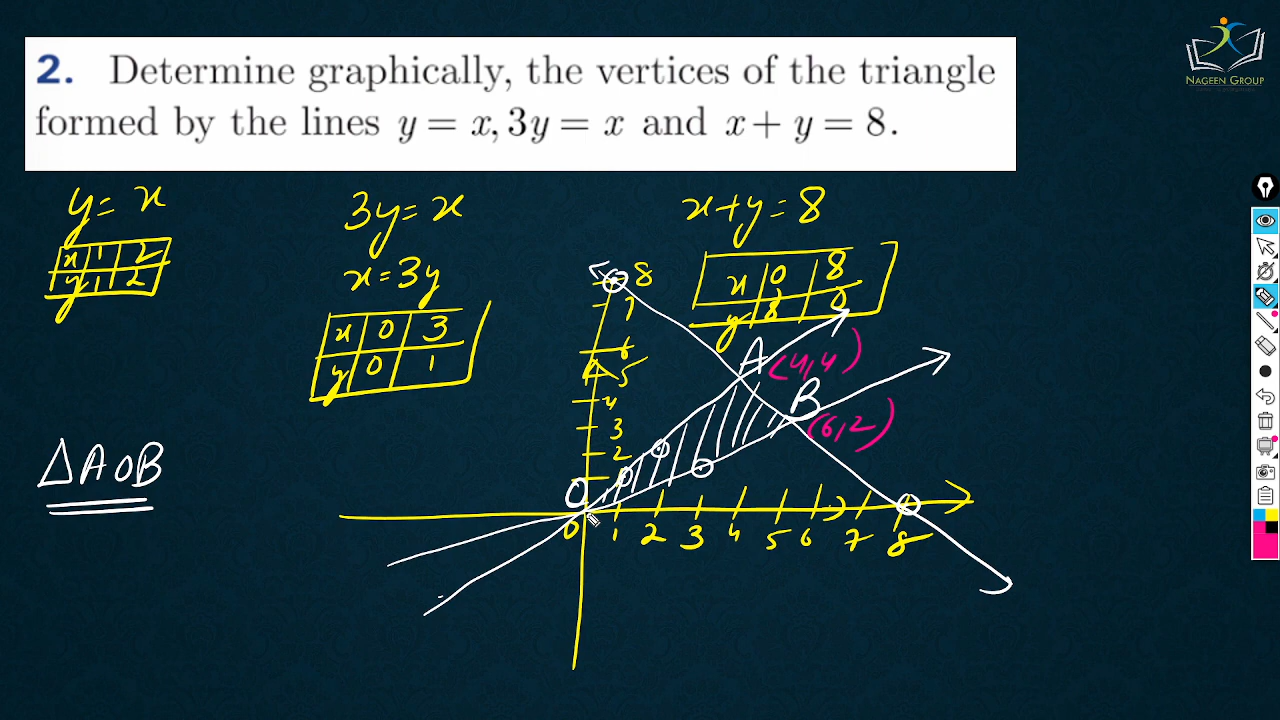 NAGEEN GROUP
2. Determine graphically, the vertices of the triangle
formed by the lines y = x, 3y = x and x + y = 8.
y = x
x 1 2
y 1 2
3y = x
x = 3y
x 0 3
y 0 1
x+y = 8
x 0 8
y 8 0
8
7
6
5
4
3
2
1
A (4,4)
B (6,2)
O
0 1 2 3 4 5 6 7 8
△AOB